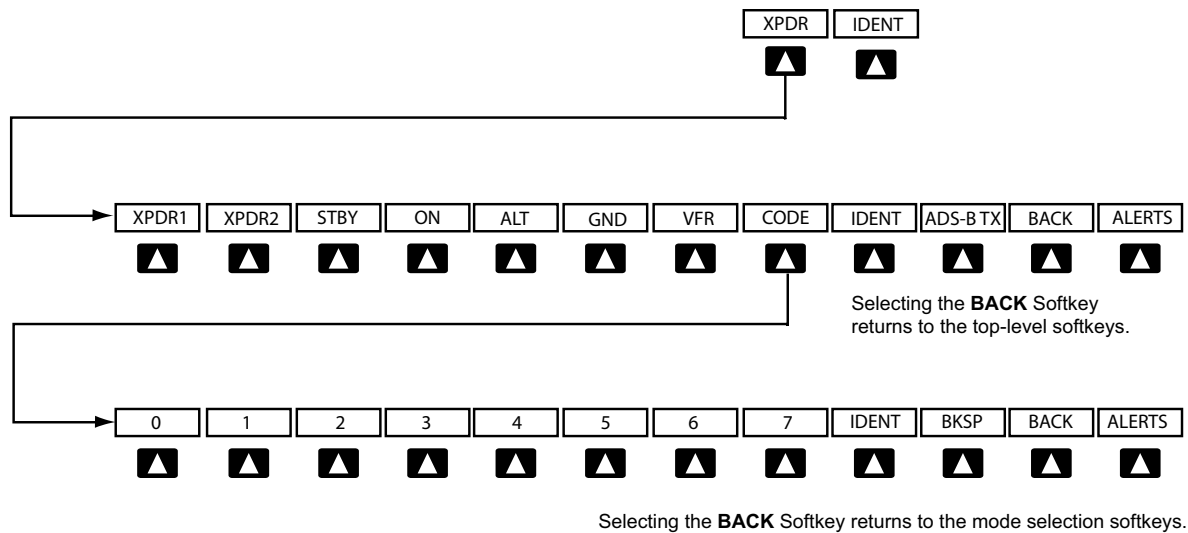 XPDR IDENT
XPDR1 XPDR2 STBY ON ALT GND VFR CODE IDENT ADS-B TX BACK ALERTS
Selecting the BACK Softkey
returns to the top-level softkeys.
0 1 2 3 4 5 6 7 IDENT BKSP BACK ALERTS
Selecting the BACK Softkey returns to the mode selection softkeys.